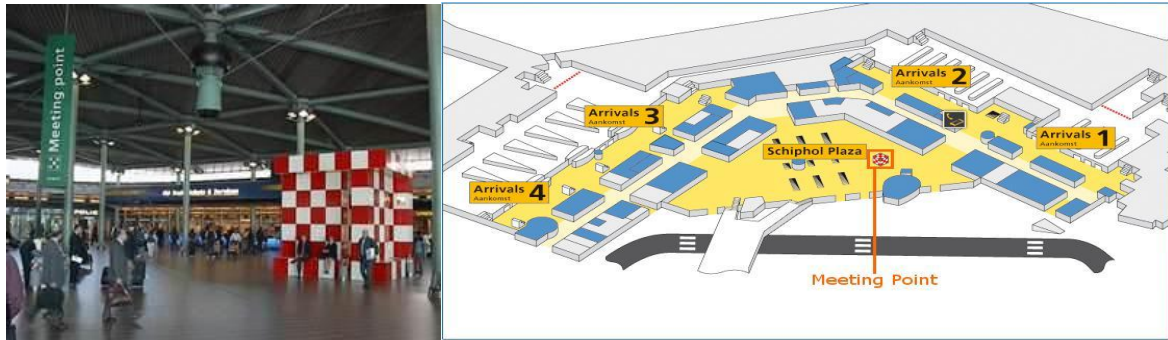 Meeting point
Arrivals 2
Aankomst
Arrivals 3
Aankomst
Arrivals 1
Aankomst
Schiphol Plaza
Arrivals 4
Aankomst
Meeting Point